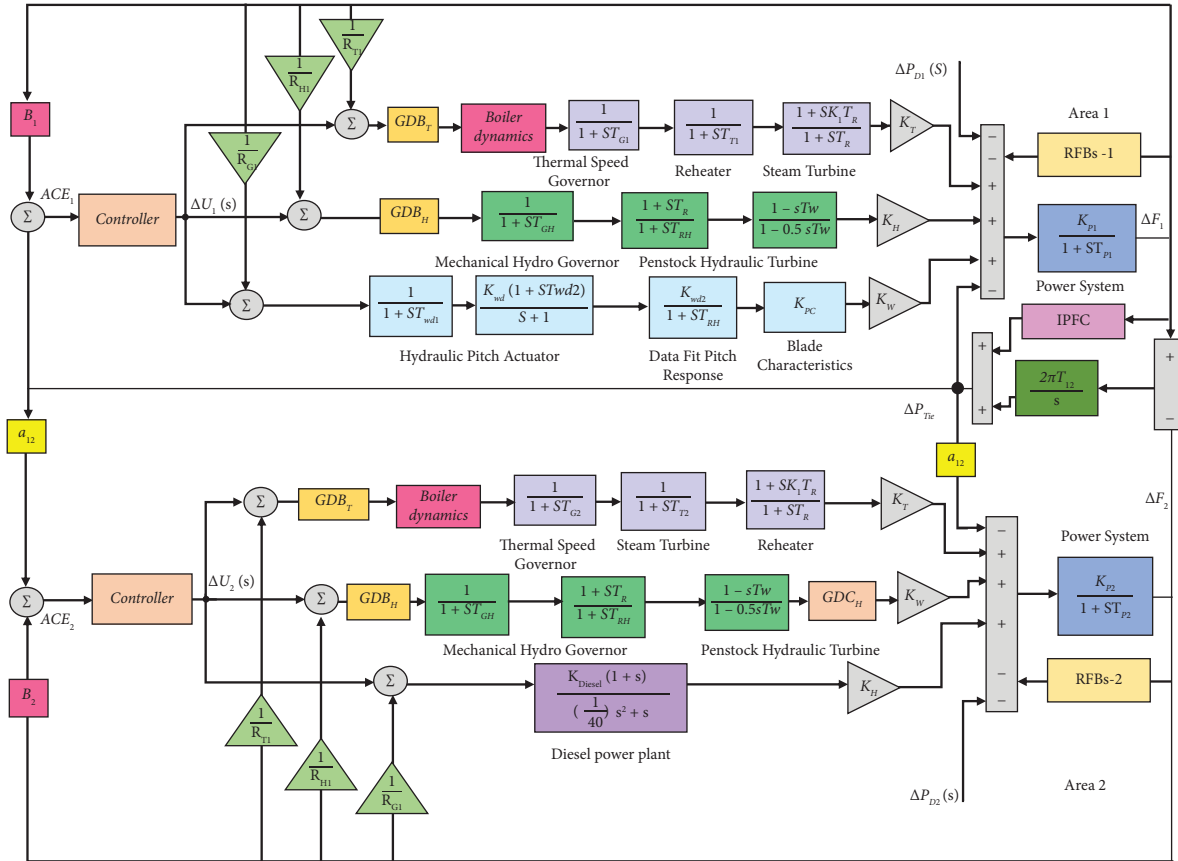 1
R_T1
1
R_H1
1
R_G1
B_1
ACE_1
Σ
Controller
ΔU_1 (s)
Σ
GDB_T
Boiler
dynamics
1
1 + ST_G1
Thermal Speed
Governor
1
1 + ST_T1
Reheater
1 + SK_1 T_R
1 + ST_R
Steam Turbine
K_T
ΔP_D1 (S)
Area 1
RFBs -1
Σ
GDB_H
1
1 + ST_GH
Mechanical Hydro Governor
1 + ST_R
1 + ST_RH
1 − sTw
1 − 0.5 sTw
Penstock Hydraulic Turbine
K_H
Σ
1
1 + ST_wd1
K_wd (1 + STwd2)
S + 1
Hydraulic Pitch Actuator
K_wd2
1 + ST_RH
Data Fit Pitch
Response
K_PC
Blade
Characteristics
K_W
−
−
+
+
+
−
K_P1
1 + ST_P1
Power System
ΔF_1
IPFC
+
+
2πT_12
s
+
−
ΔP_Tie
a_12
a_12
ΔF_2
Σ
ACE_2
Controller
ΔU_2 (s)
B_2
Σ
GDB_T
Boiler
dynamics
1
1 + ST_G2
Thermal Speed
Governor
1
1 + ST_T2
Steam Turbine
1 + SK_1 T_R
1 + ST_R
Reheater
K_T
Σ
GDB_H
1
1 + ST_GH
1 + ST_R
1 + ST_RH
Mechanical Hydro Governor
1 − sTw
1 − 0.5sTw
Penstock Hydraulic Turbine
GDC_H
K_W
Σ
K_Diesel (1 + s)
(1/40) s² + s
Diesel power plant
K_H
−
+
+
+
−
−
Power System
K_P2
1 + ST_P2
RFBs-2
ΔP_D2 (s)
Area 2
1
R_T1
1
R_H1
1
R_G1